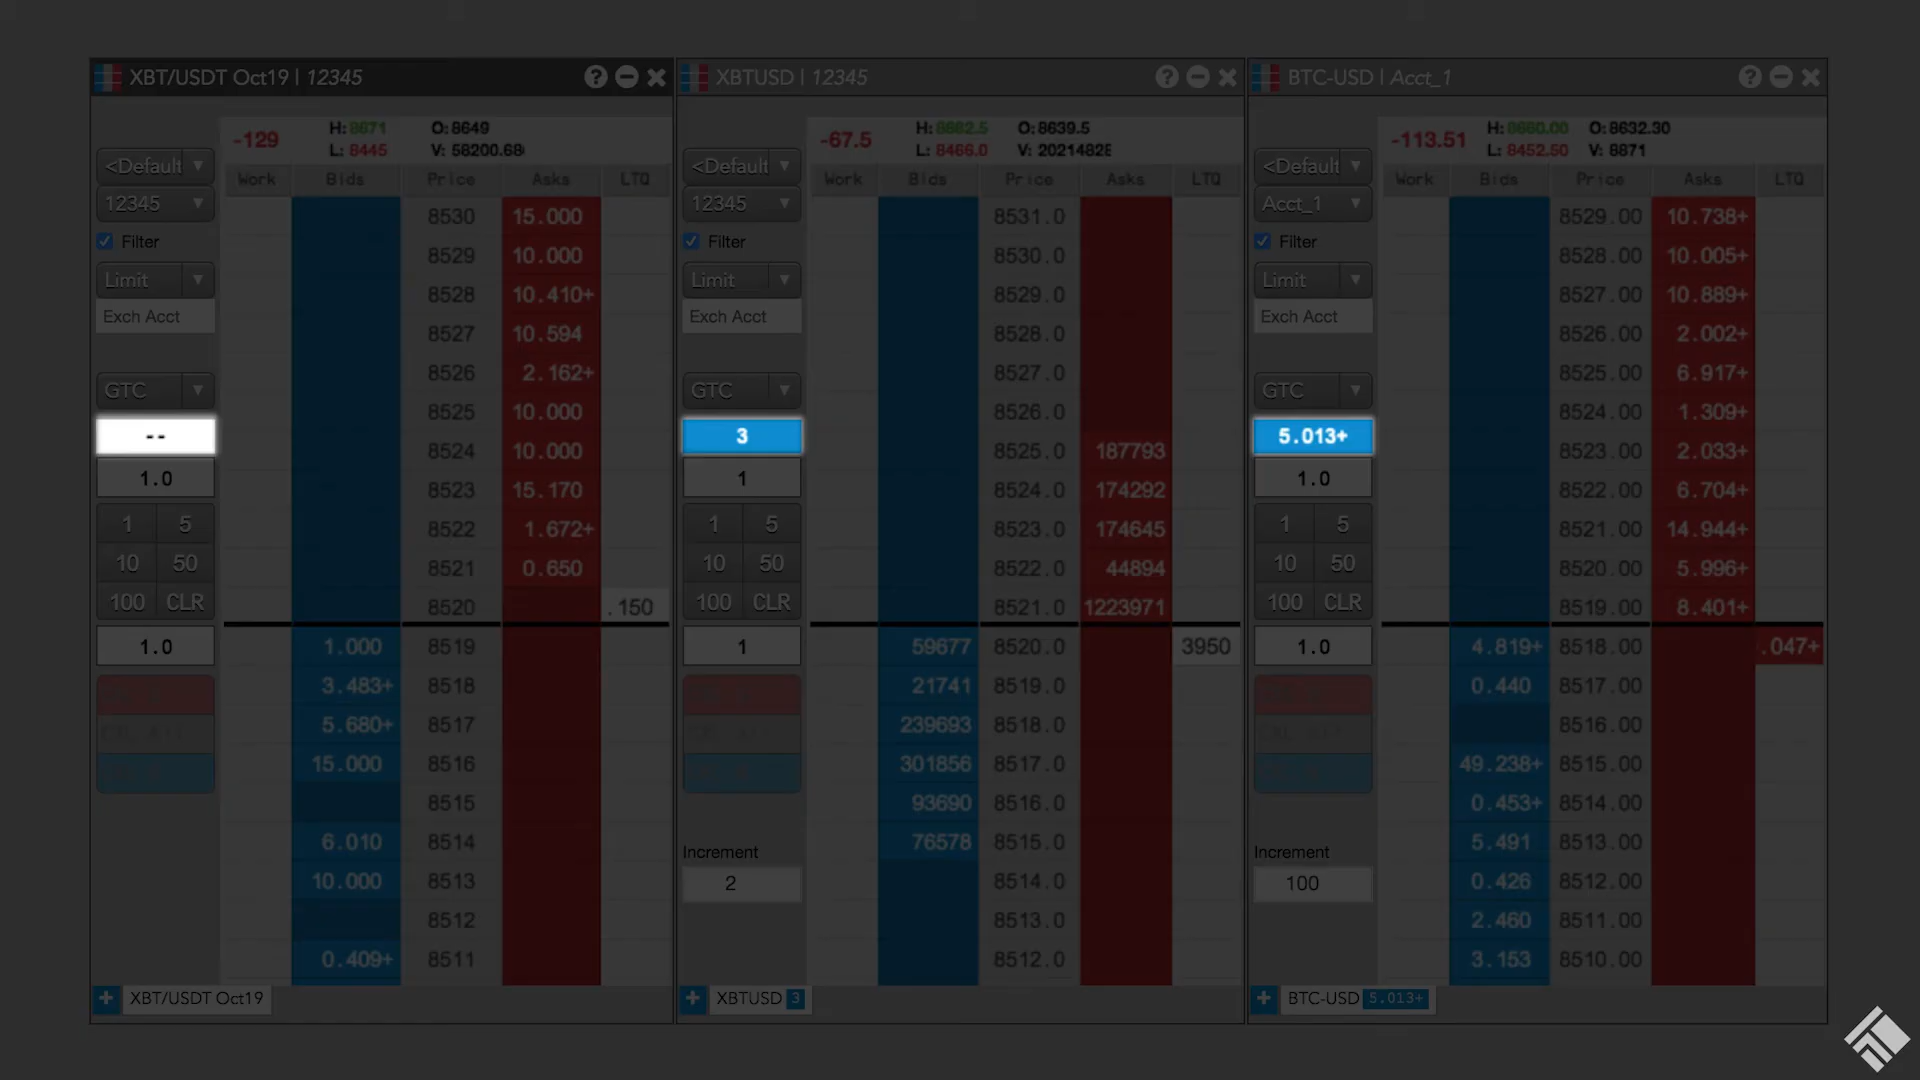 XBT/USDT Oct19 | 12345
-129
H: 8671
O: 8649
L: 8445
V: 58200.68
<Default
12345
Filter
Limit
Exch Acct
GTC
--
1.0
1 5
10 50
100 CLR
1.0
Work Bids Price Asks LTQ
8530 15.000
8529 10.000
8528 10.410+
8527 10.594
8526 2.162+
8525 10.000
8524 10.000
8523 15.170
8522 1.672+
8521 0.650
8520 .150
1.000 8519
3.483+ 8518
5.680+ 8517
15.000 8516
8515
6.010 8514
10.000 8513
8512
0.409+ 8511
+ XBT/USDT Oct19
XBTUSD | 12345
-67.5
H: 8682.5
O: 8639.5
L: 8466.0
<Default
12345
Filter
Limit
Exch Acct
GTC
3
1
1 5
10 50
100 CLR
1
Increment
2
Work Bids Price Asks LTQ
8531.0
8530.0
8529.0
8528.0
8527.0
8526.0
8525.0 187793
8524.0 174292
8523.0 174645
8522.0 44894
8521.0 1223971
59677 8520.0 3950
21741 8519.0
239693 8518.0
301856 8517.0
93690 8516.0
76578 8515.0
8514.0
8513.0
8512.0
+ XBTUSD 3
BTC-USD | Acct_1
-113.51
H: 8660.00
O: 8632.30
L: 8452.50
V: 8871
<Default
Acct_1
Filter
Limit
Exch Acct
GTC
5.013+
1.0
1 5
10 50
100 CLR
1.0
Increment
100
Work Bids Price Asks LTQ
8529.00 10.738+
8528.00 10.005+
8527.00 10.889+
8526.00 2.002+
8525.00 6.917+
8524.00 1.309+
8523.00 2.033+
8522.00 6.704+
8521.00 14.944+
8520.00 5.996+
8519.00 8.401+
4.819+ 8518.00 .047+
0.440 8517.00
8516.00
49.238+ 8515.00
0.453+ 8514.00
5.491 8513.00
0.426 8512.00
2.460 8511.00
3.153 8510.00
+ BTC-USD 5.013+